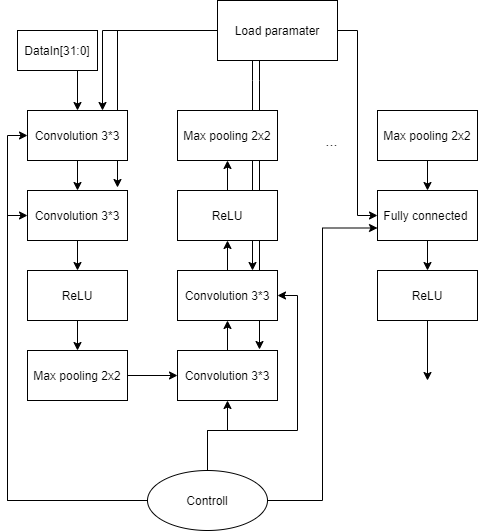 Load paramater
DataIn[31:0]
Convolution 3*3
Max pooling 2x2
...
Max pooling 2x2
Convolution 3*3
ReLU
Fully connected
ReLU
Convolution 3*3
ReLU
Max pooling 2x2
Convolution 3*3
Controll